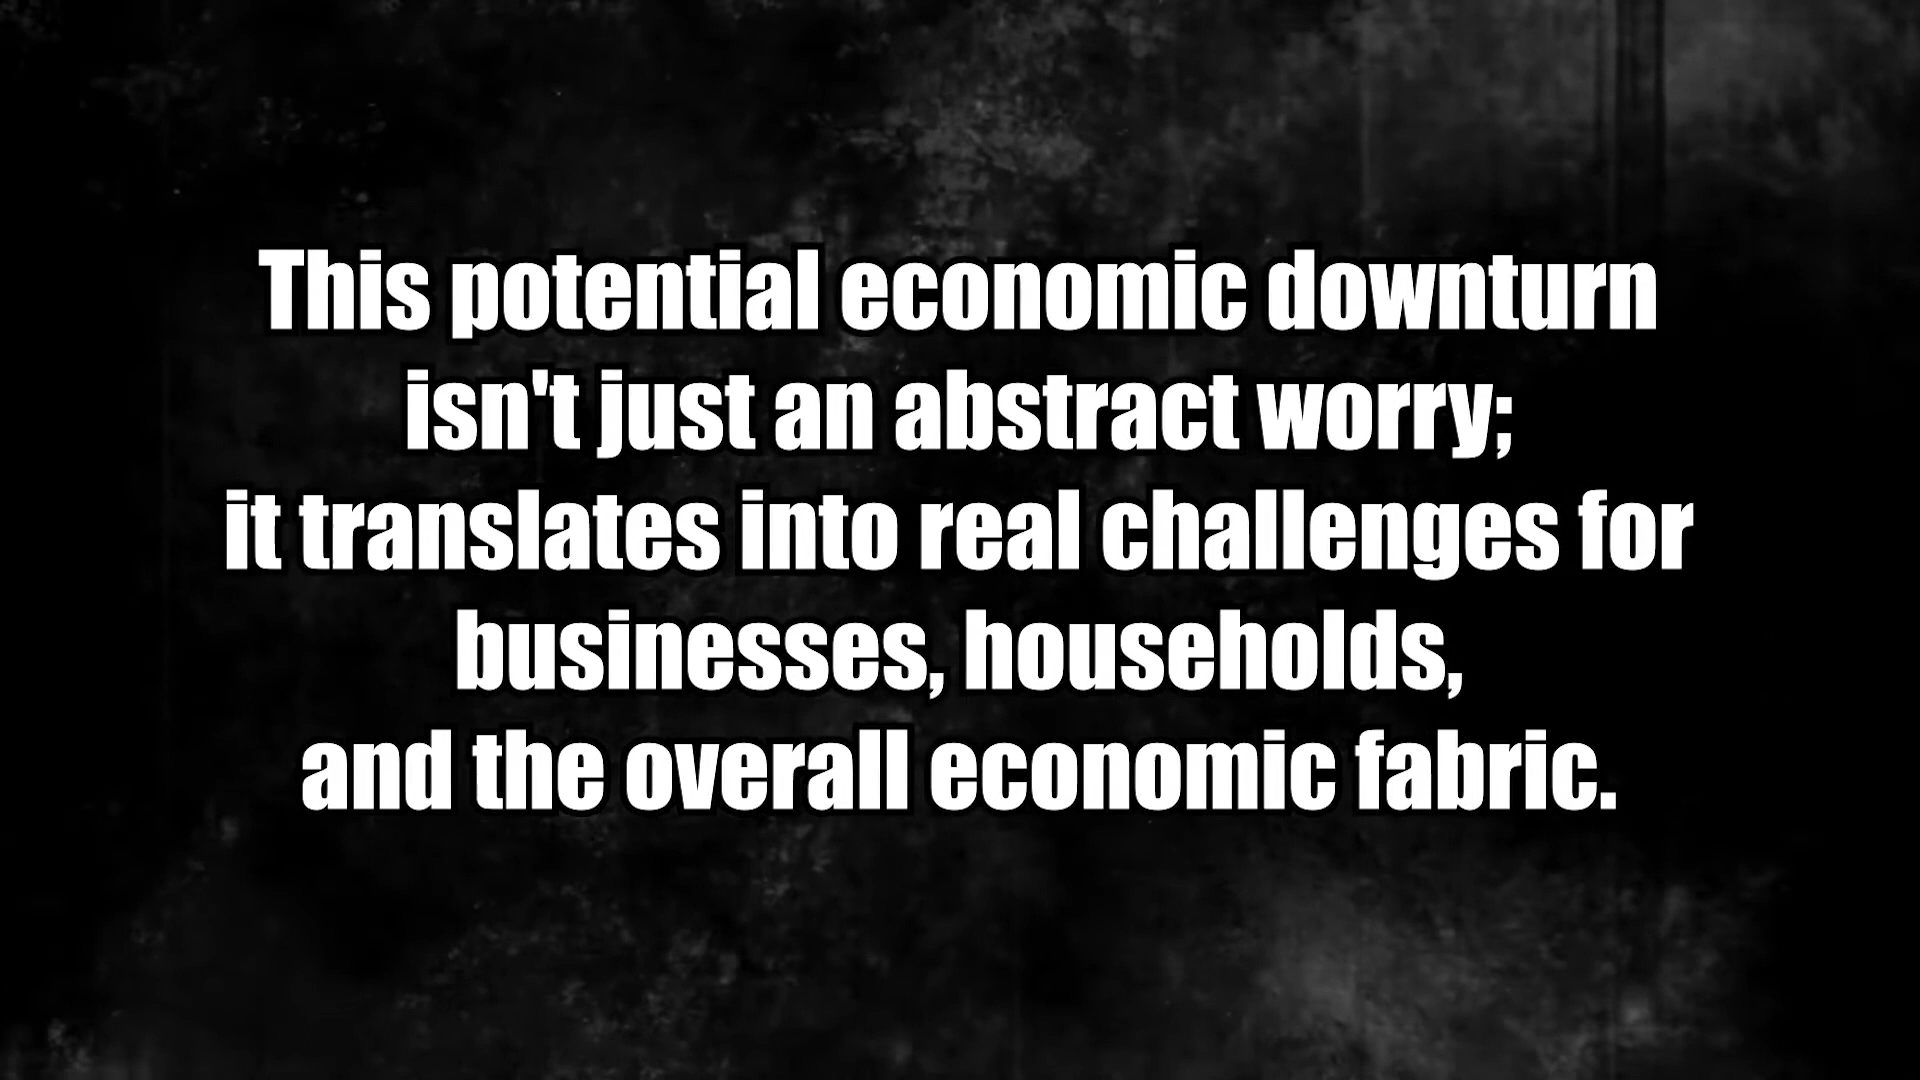 This potential economic downturn
isn't just an abstract worry;
it translates into real challenges for
businesses, households,
and the overall economic fabric.